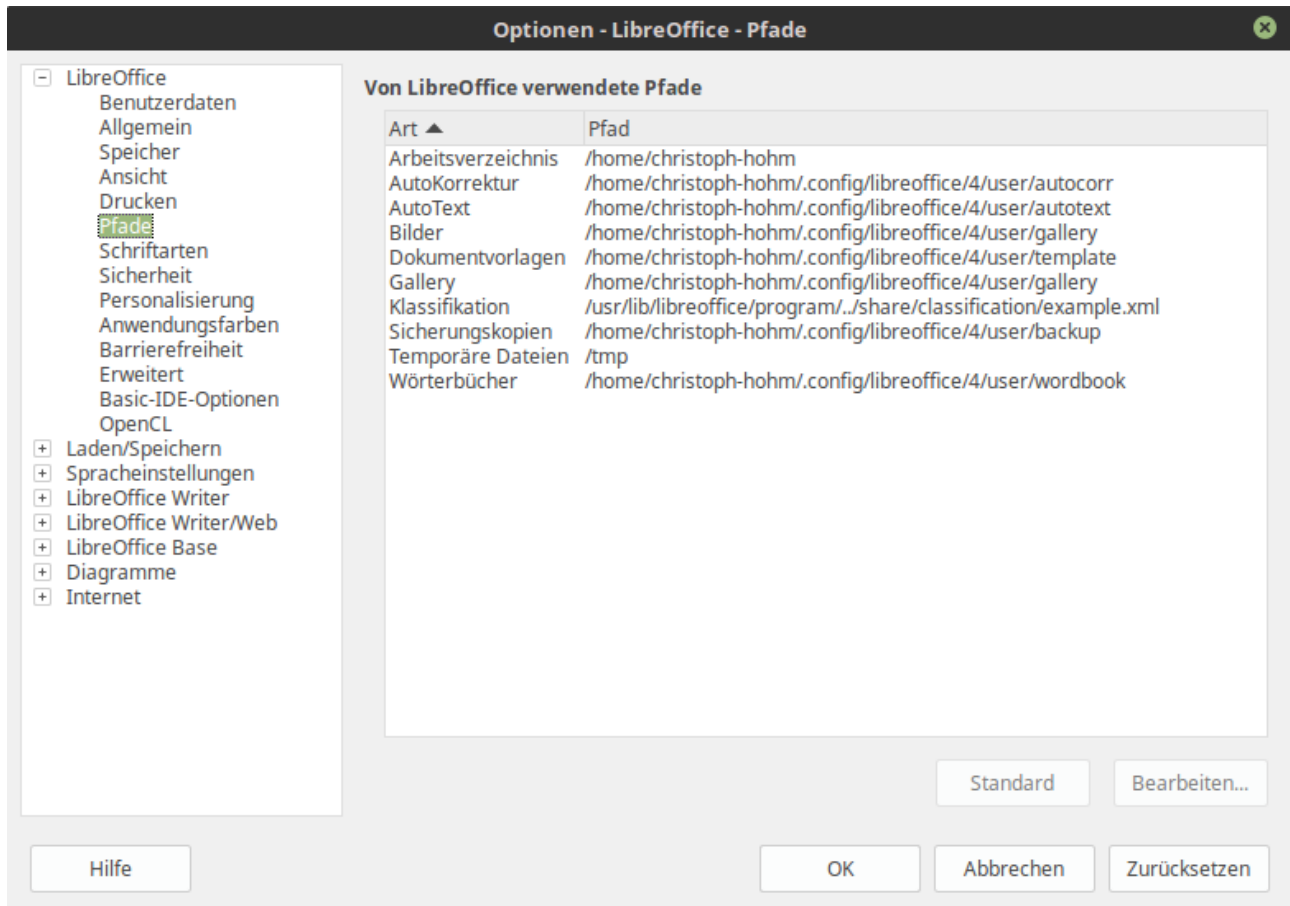 Optionen - LibreOffice - Pfade
LibreOffice
Benutzerdaten
Allgemein
Speicher
Ansicht
Drucken
Pfade
Schriftarten
Sicherheit
Personalisierung
Anwendungsfarben
Barrierefreiheit
Erweitert
Basic-IDE-Optionen
OpenCL
Laden/Speichern
Spracheinstellungen
LibreOffice Writer
LibreOffice Writer/Web
LibreOffice Base
Diagramme
Internet
Von LibreOffice verwendete Pfade
Art Pfad
Arbeitsverzeichnis /home/christoph-hohm
AutoKorrektur /home/christoph-hohm/.config/libreoffice/4/user/autocorr
AutoText /home/christoph-hohm/.config/libreoffice/4/user/autotext
Bilder /home/christoph-hohm/.config/libreoffice/4/user/gallery
Dokumentvorlagen /home/christoph-hohm/.config/libreoffice/4/user/template
Gallery /home/christoph-hohm/.config/libreoffice/4/user/gallery
Klassifikation /usr/lib/libreoffice/program/../share/classification/example.xml
Sicherungskopien /home/christoph-hohm/.config/libreoffice/4/user/backup
Temporäre Dateien /tmp
Wörterbücher /home/christoph-hohm/.config/libreoffice/4/user/wordbook
Standard Bearbeiten...
Hilfe OK Abbrechen Zurücksetzen